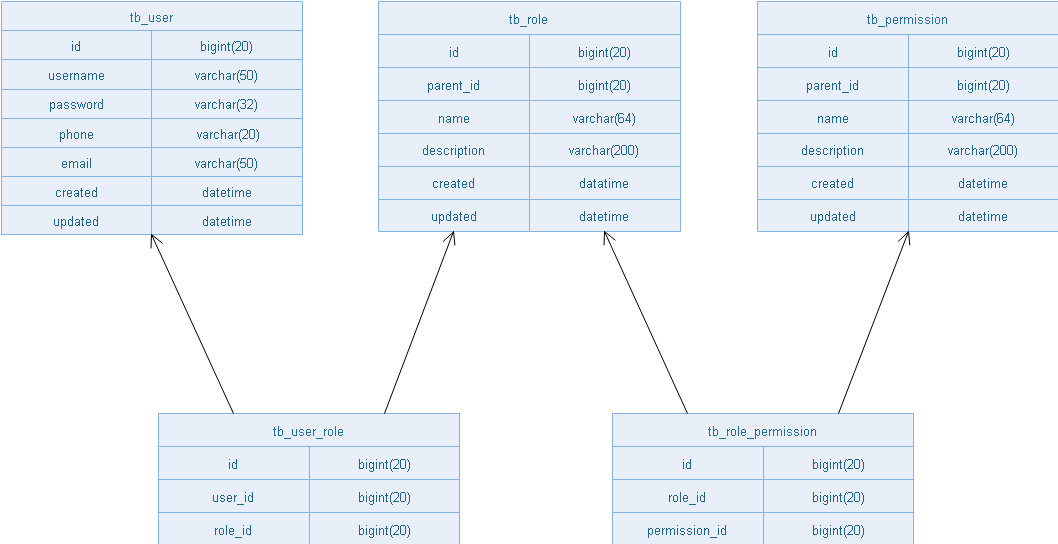 tb_user
id bigint(20)
username varchar(50)
password varchar(32)
phone varchar(20)
email varchar(50)
created datetime
updated datetime
tb_role
id bigint(20)
parent_id bigint(20)
name varchar(64)
description varchar(200)
created datatime
updated datetime
tb_permission
id bigint(20)
parent_id bigint(20)
name varchar(64)
description varchar(200)
created datetime
updated datetime
tb_user_role
id bigint(20)
user_id bigint(20)
role_id bigint(20)
tb_role_permission
id bigint(20)
role_id bigint(20)
permission_id bigint(20)